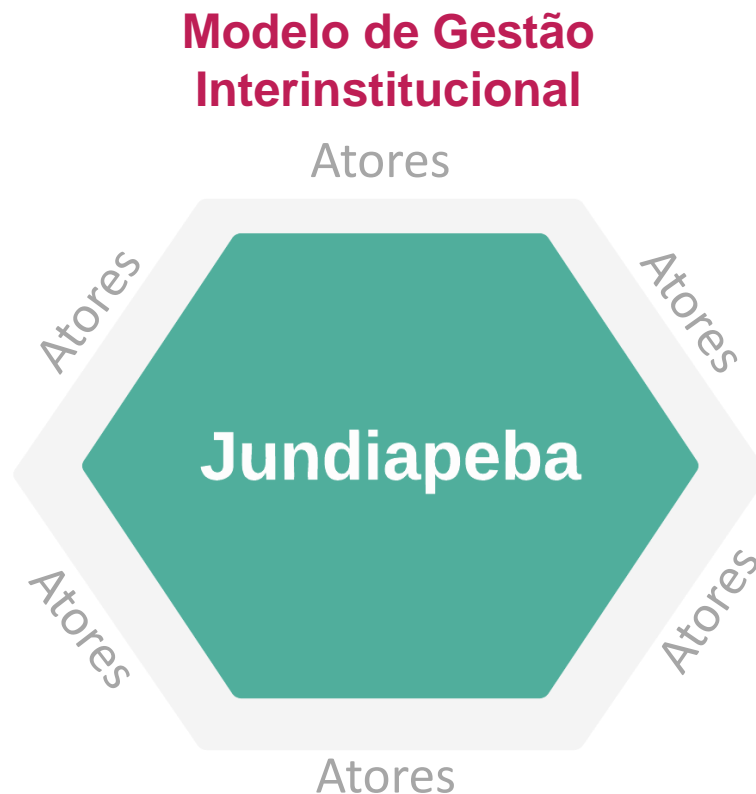 Modelo de Gestão
Interinstitucional
Atores
Atores
Atores
Jundiapeba
Atores
Atores
Atores